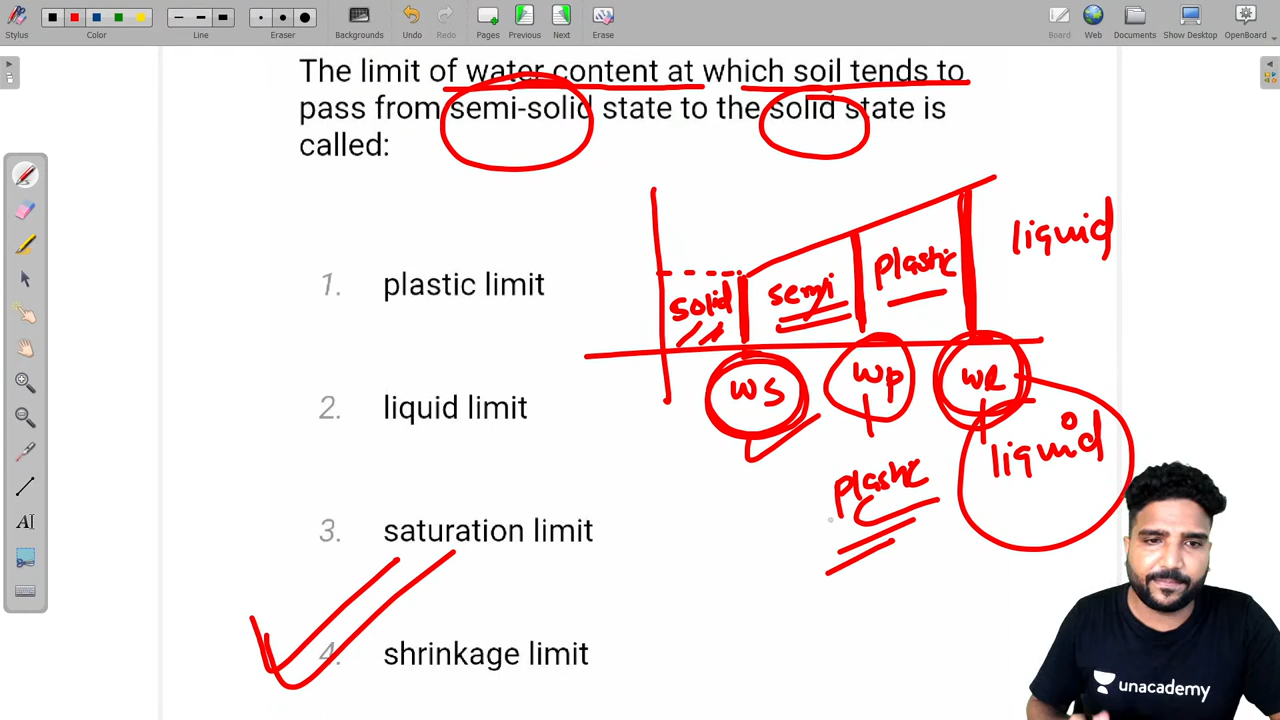 Stylus Color Line Eraser Backgrounds Undo Redo Pages Previous Next Erase Board Web Documents Show Desktop OpenBoard
The limit of water content at which soil tends to
pass from semi-solid state to the solid state is
called:
1. plastic limit
2. liquid limit
3. saturation limit
4. shrinkage limit
solid semi plastic liquid
WS WP WL
plastic liquid
AI
unacademy